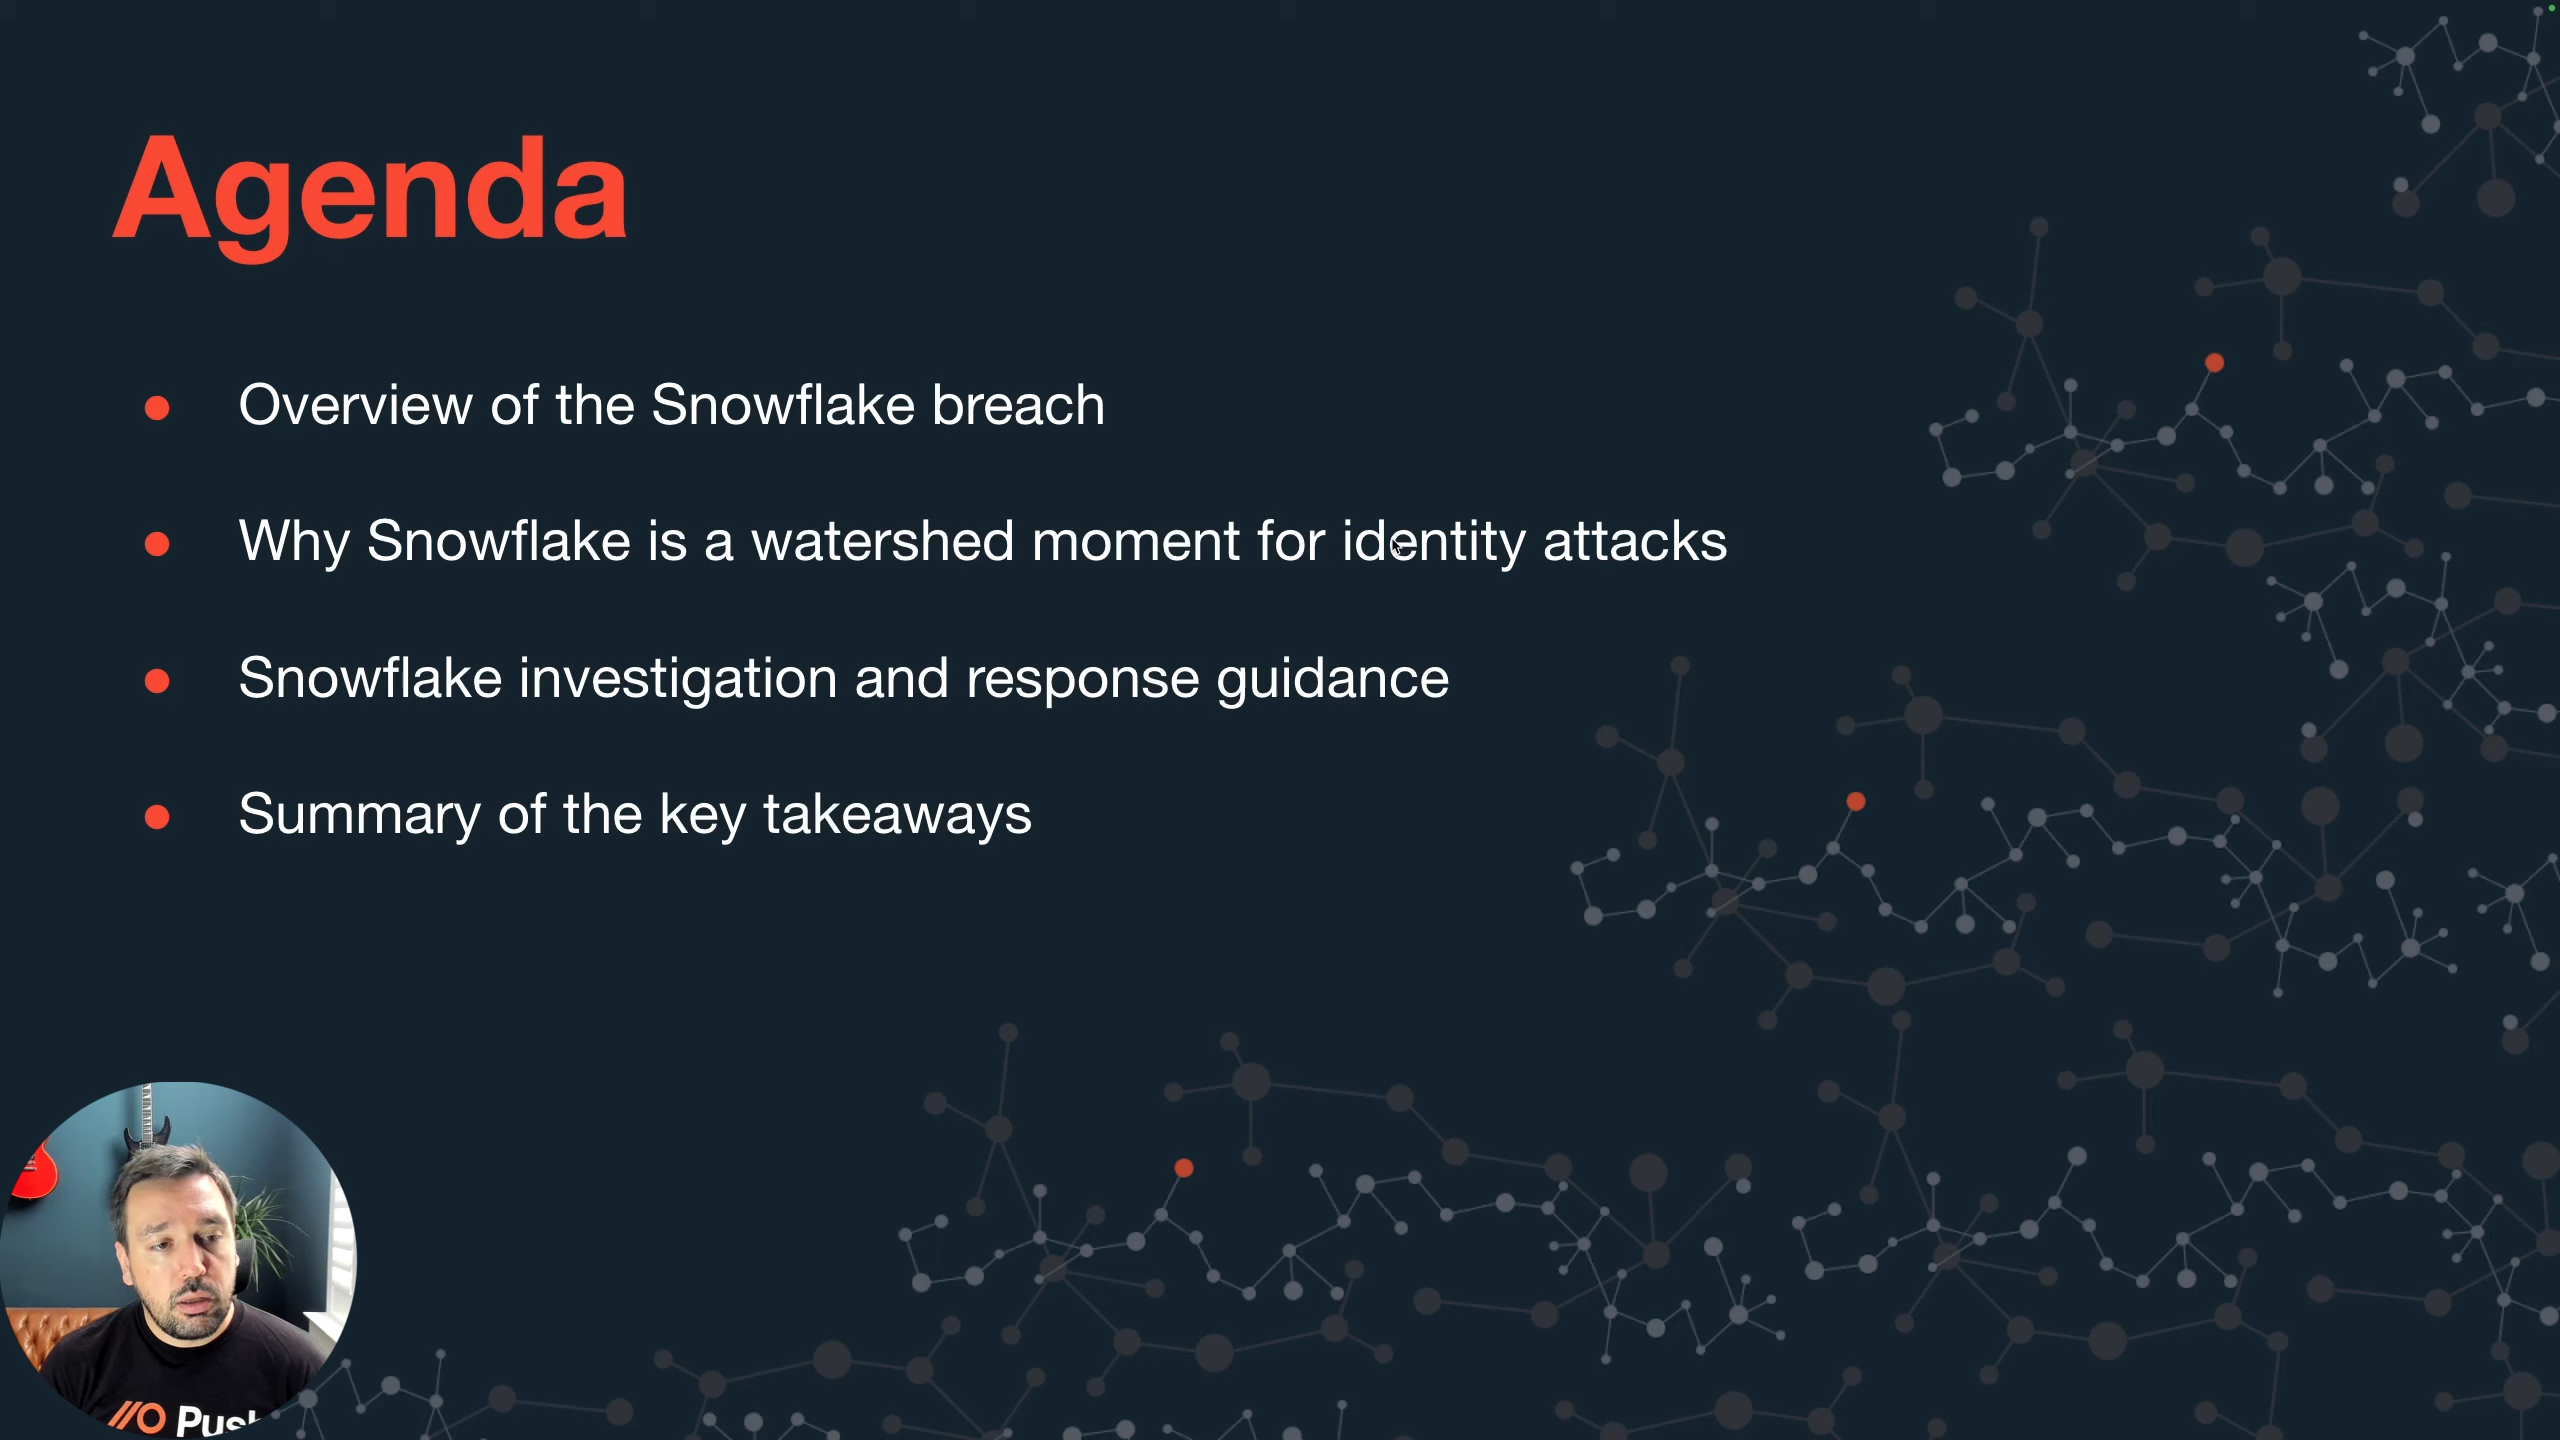 Agenda
Overview of the Snowflake breach
Why Snowflake is a watershed moment for identity attacks
Snowflake investigation and response guidance
Summary of the key takeaways